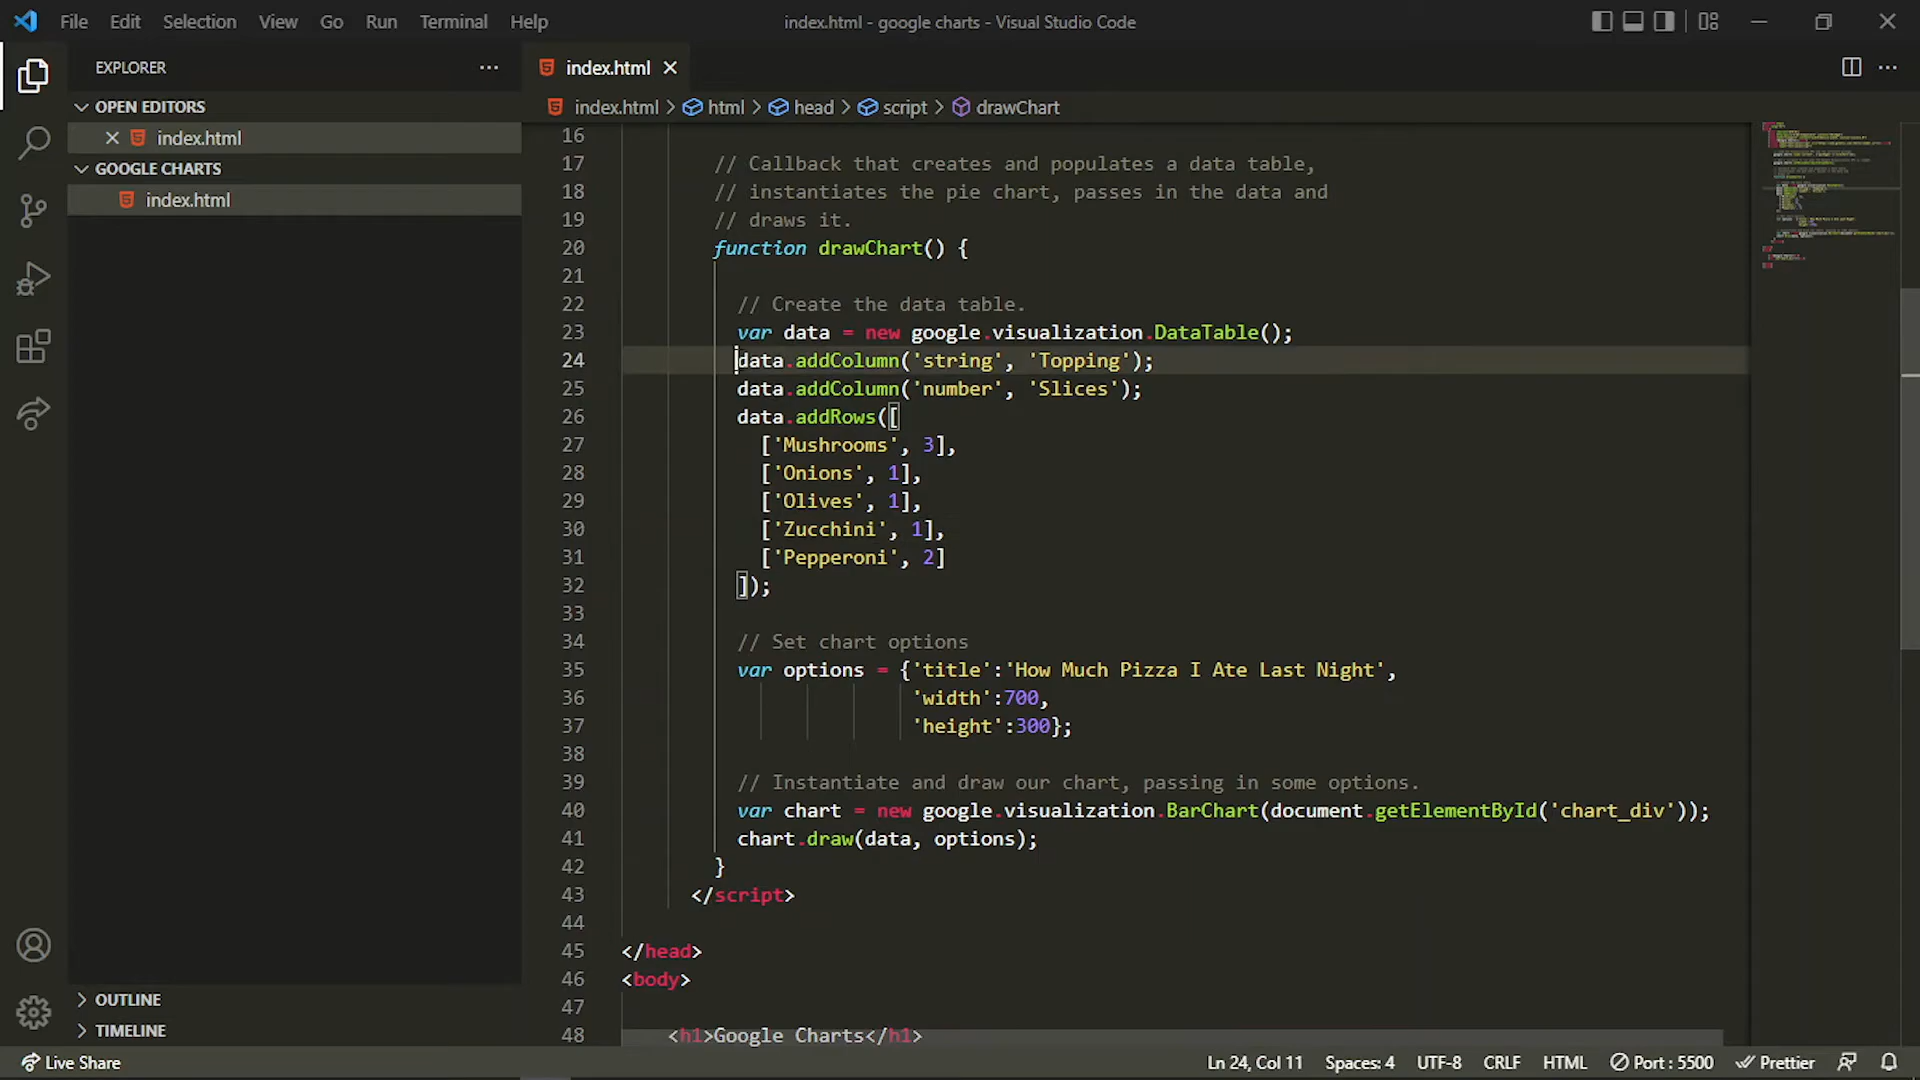 File Edit Selection View Go Run Terminal Help
index.html - google charts - Visual Studio Code
EXPLORER
OPEN EDITORS
index.html
GOOGLE CHARTS
index.html
OUTLINE
TIMELINE
index.html
index.html > html > head > script > drawChart
16
17 // Callback that creates and populates a data table,
18 // instantiates the pie chart, passes in the data and
19 // draws it.
20 function drawChart() {
21
22 // Create the data table.
23 var data = new google.visualization.DataTable();
24 data.addColumn('string', 'Topping');
25 data.addColumn('number', 'Slices');
26 data.addRows([
27 ['Mushrooms', 3],
28 ['Onions', 1],
29 ['Olives', 1],
30 ['Zucchini', 1],
31 ['Pepperoni', 2]
32 ]);
33
34 // Set chart options
35 var options = {'title':'How Much Pizza I Ate Last Night',
36 'width':700,
37 'height':300};
38
39 // Instantiate and draw our chart, passing in some options.
40 var chart = new google.visualization.BarChart(document.getElementById('chart_div'));
41 chart.draw(data, options);
42 }
43 </script>
44
45 </head>
46 <body>
47
48 <h1>Google Charts</h1>
Live Share
Ln 24, Col 11 Spaces: 4 UTF-8 CRLF HTML Port : 5500 Prettier